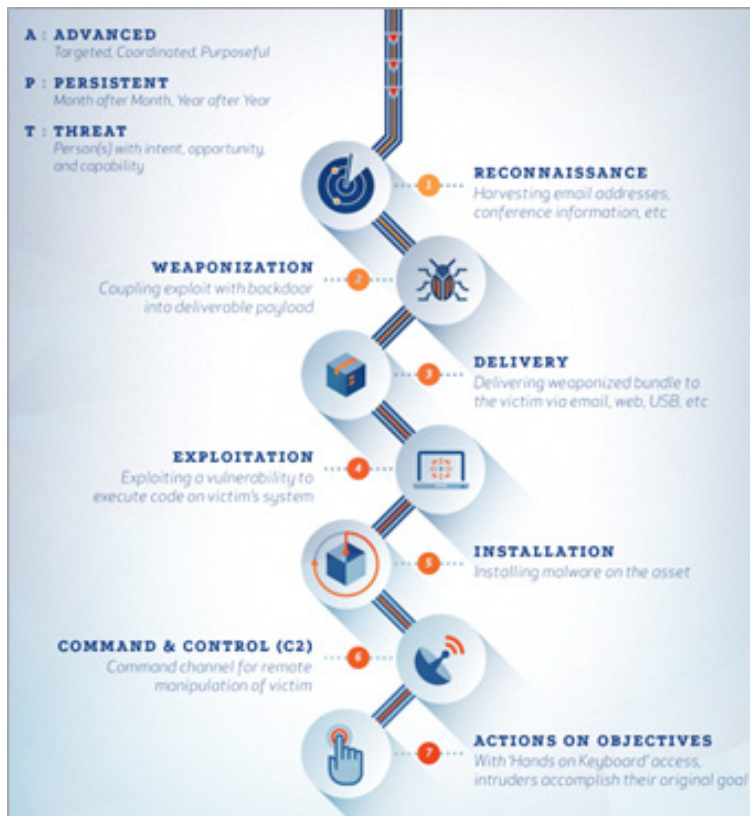 A : ADVANCED
Targeted, Coordinated, Purposeful
P : PERSISTENT
Month after Month, Year after Year
T : THREAT
Person(s) with intent, opportunity,
and capability
1
RECONNAISSANCE
Harvesting email addresses,
conference information, etc
WEAPONIZATION
2
Coupling exploit with backdoor
into deliverable payload
3
DELIVERY
Delivering weaponized bundle to
the victim via email, web, USB, etc
EXPLOITATION
4
Exploiting a vulnerability to
execute code on victim's system
5
INSTALLATION
Installing malware on the asset
COMMAND & CONTROL (C2)
6
Command channel for remote
manipulation of victim
7
ACTIONS ON OBJECTIVES
With 'Hands on Keyboard' access,
intruders accomplish their original goal